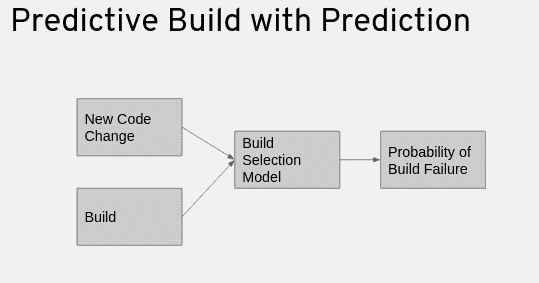 Predictive Build with Prediction
New Code
Change
Build
Selection
Model
Probability of
Build Failure
Build